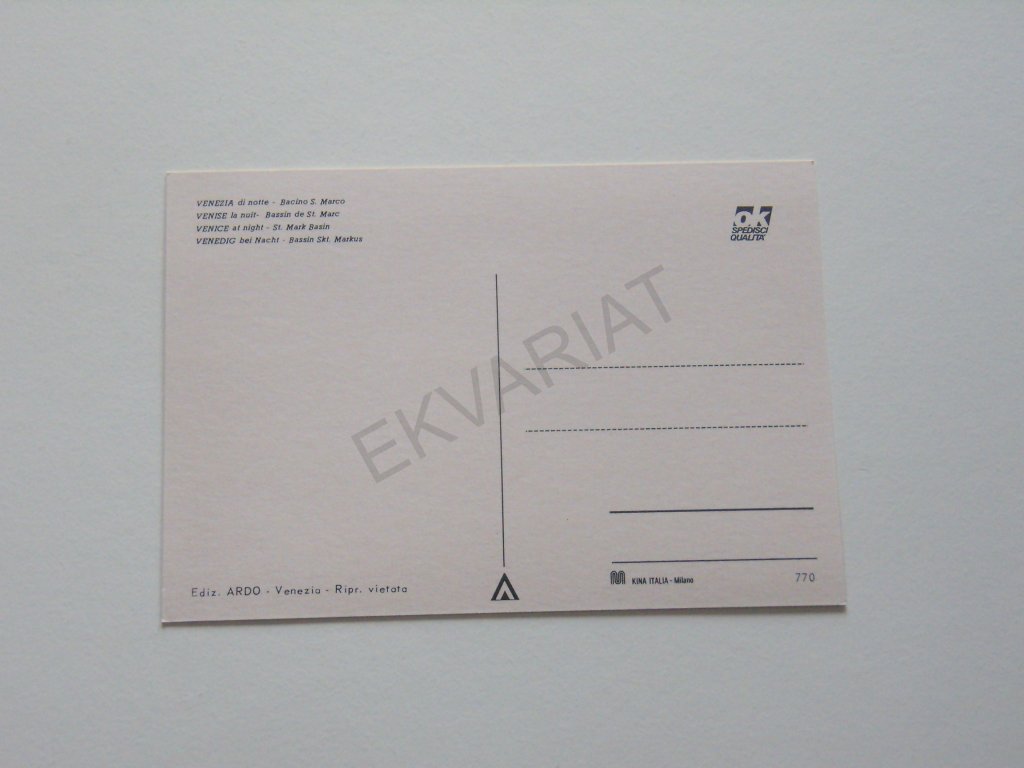 VENEZIA di notte - Bacino S. Marco
VENISE la nuit- Bassin de St. Marc
VENICE at night - St. Mark Basin
VENEDIG bei Nacht - Bassin Skt. Markus
ok
SPEDISCI
QUALITÀ
EKVARIAT
Ediz. ARDO - Venezia - Ripr. vietata
KINA ITALIA - Milano
770